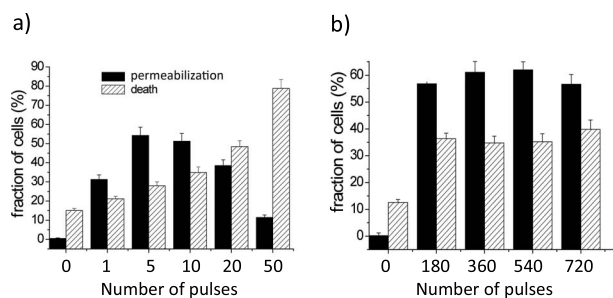 a)
fraction of cells (%)
90
80
70
60
50
40
30
20
10
0
permeabilization
death
0 1 5 10 20 50
Number of pulses
b)
fraction of cells (%)
60
50
40
30
20
10
0
0 180 360 540 720
Number of pulses